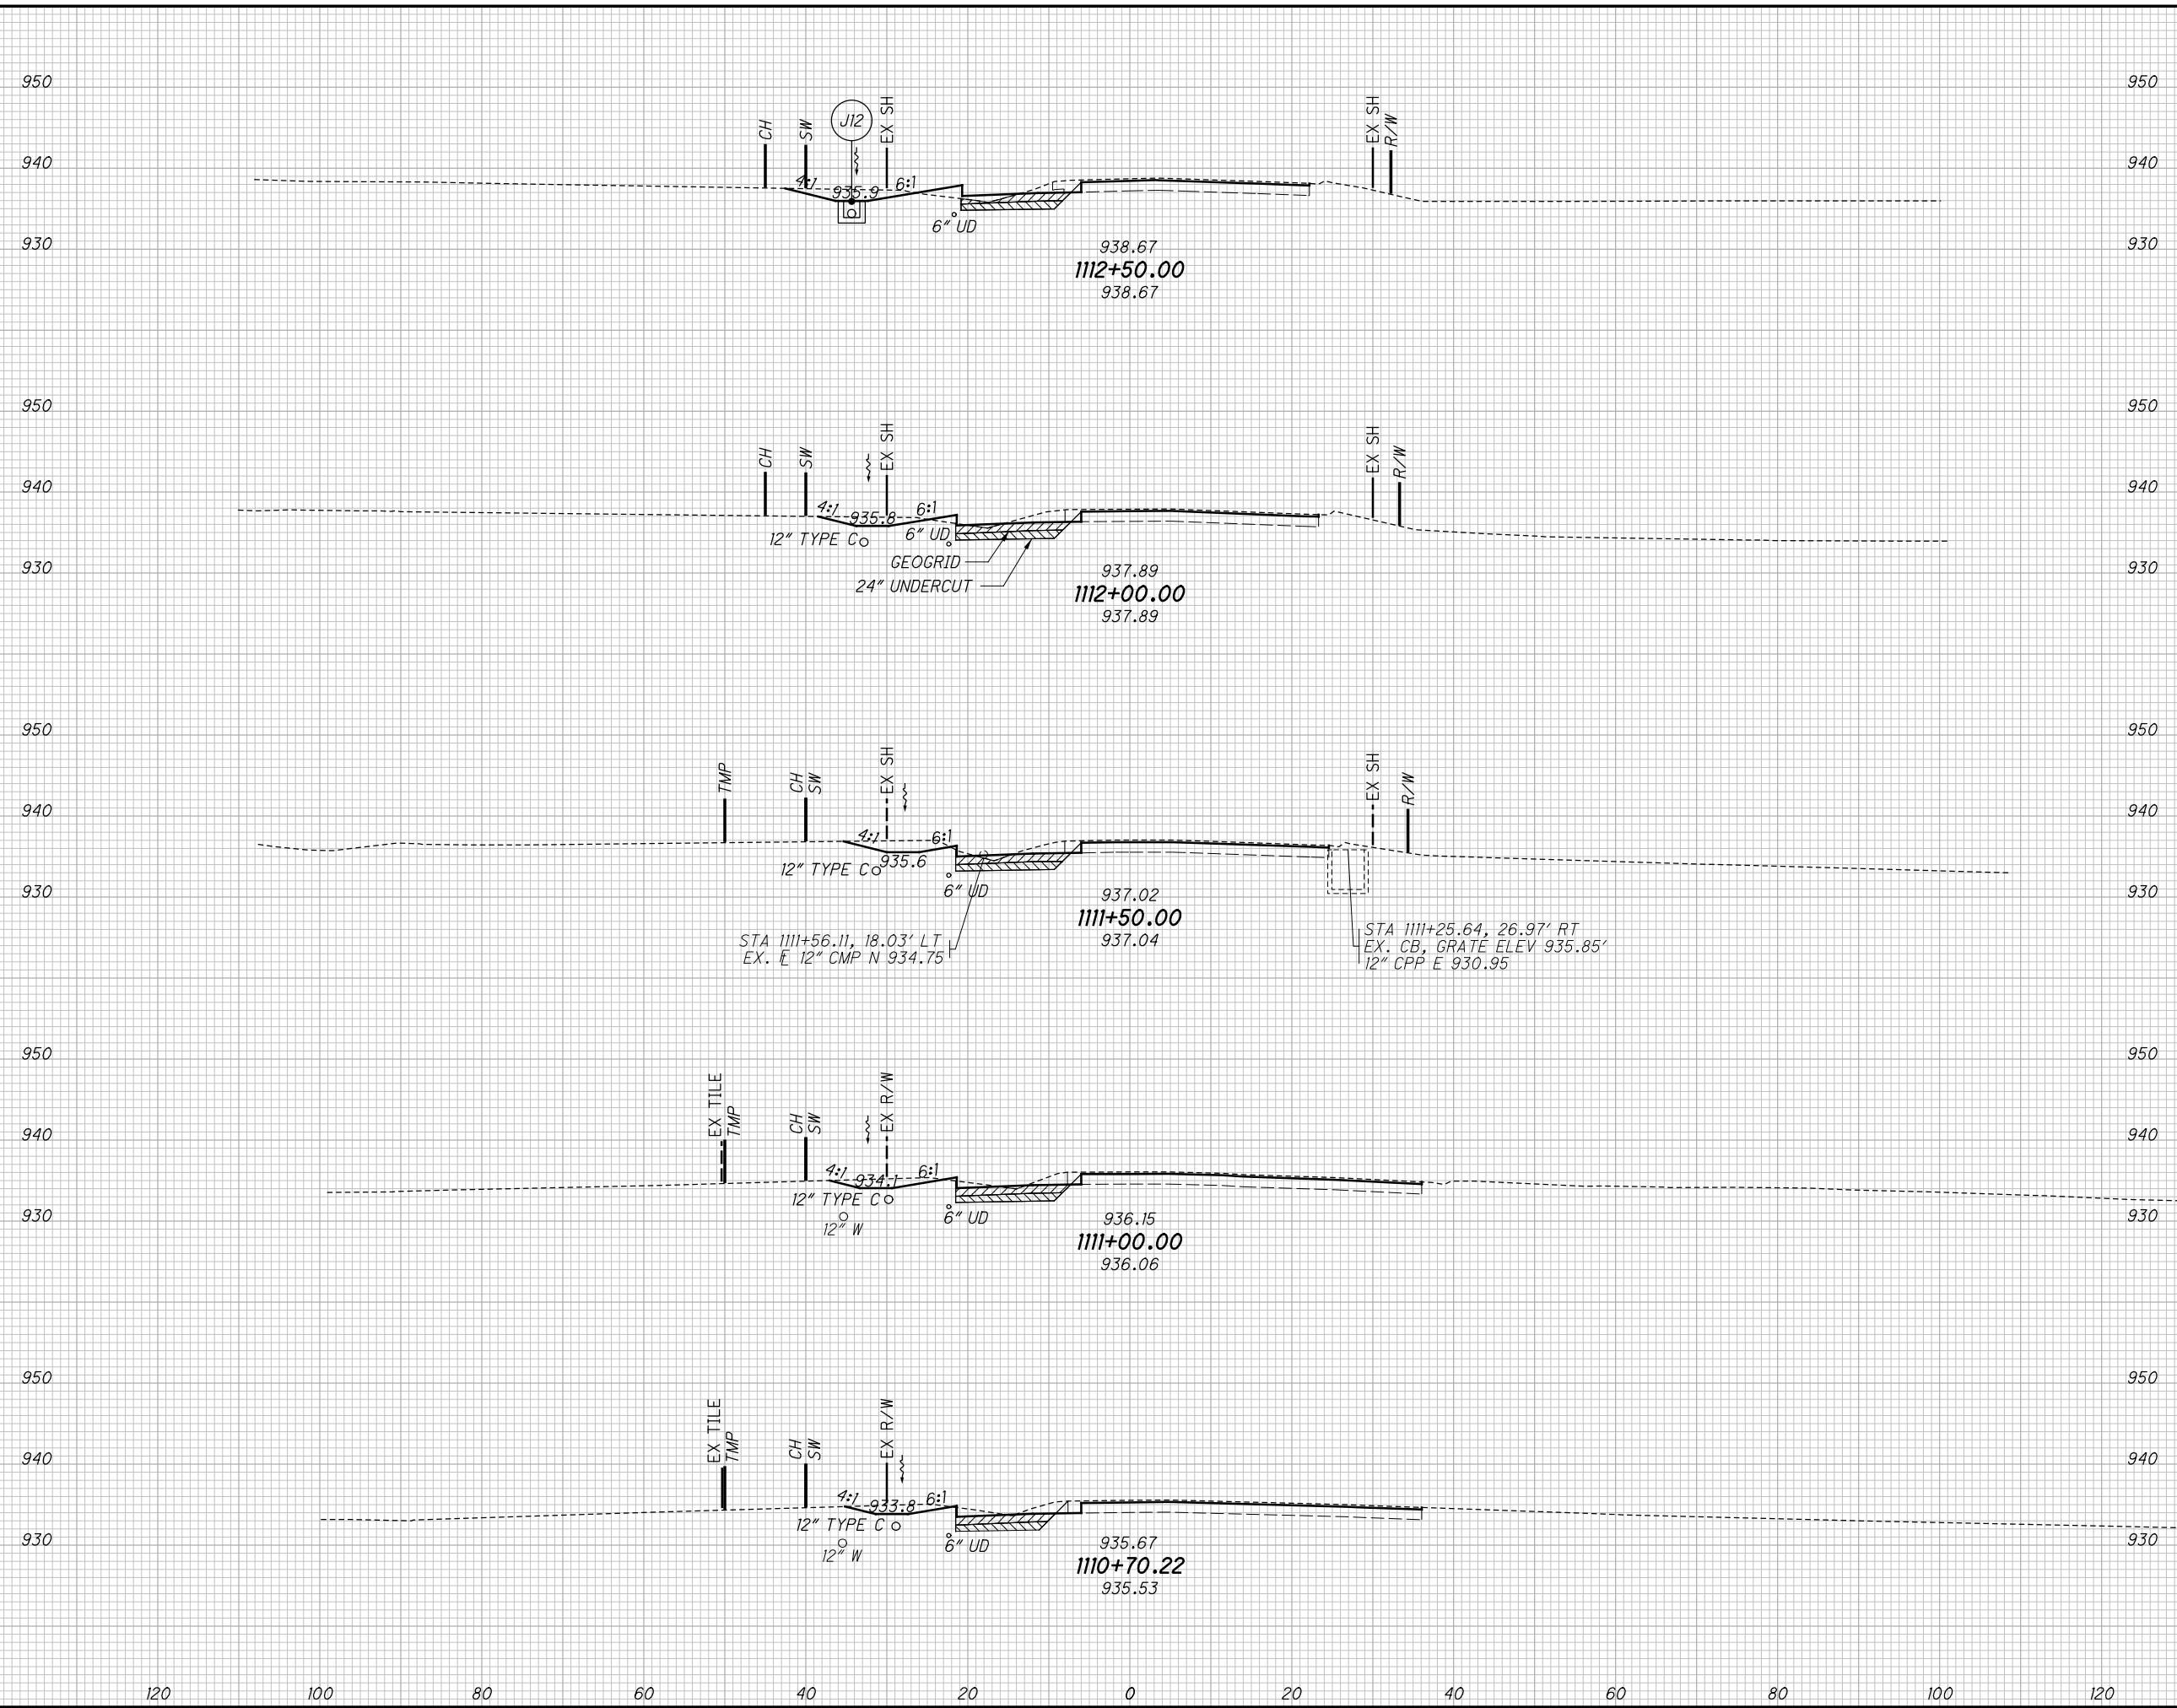 950
950
CH
SW
J12
EX SH
EX SH
R/W
940
940
4:1
935.9
6:1
6" UD
930
930
938.67
1112+50.00
938.67
950
950
CH
SW
EX SH
EX SH
R/W
940
940
4:1
935.8
6:1
12" TYPE C
6" UD
GEOGRID
24" UNDERCUT
930
930
937.89
1112+00.00
937.89
950
950
TMP
CH
SW
EX SH
EX SH
R/W
940
940
4:1
935.6
6:1
12" TYPE C
6" UD
930
930
937.02
1111+50.00
937.04
STA 1111+56.11, 18.03' LT
EX. ℄ 12" CMP N 934.75
STA 1111+25.64, 26.97' RT
EX. CB, GRATE ELEV 935.85'
12" CPP E 930.95
950
950
EX TILE
TMP
CH
SW
EX R/W
940
940
4:1
934.1
6:1
12" TYPE C
12" W
6" UD
930
930
936.15
1111+00.00
936.06
950
950
EX TILE
TMP
CH
SW
EX R/W
940
940
4:1
933.8
6:1
12" TYPE C
12" W
6" UD
930
930
935.67
1110+70.22
935.53
120 100 80 60 40 20 0 20 40 60 80 100 120